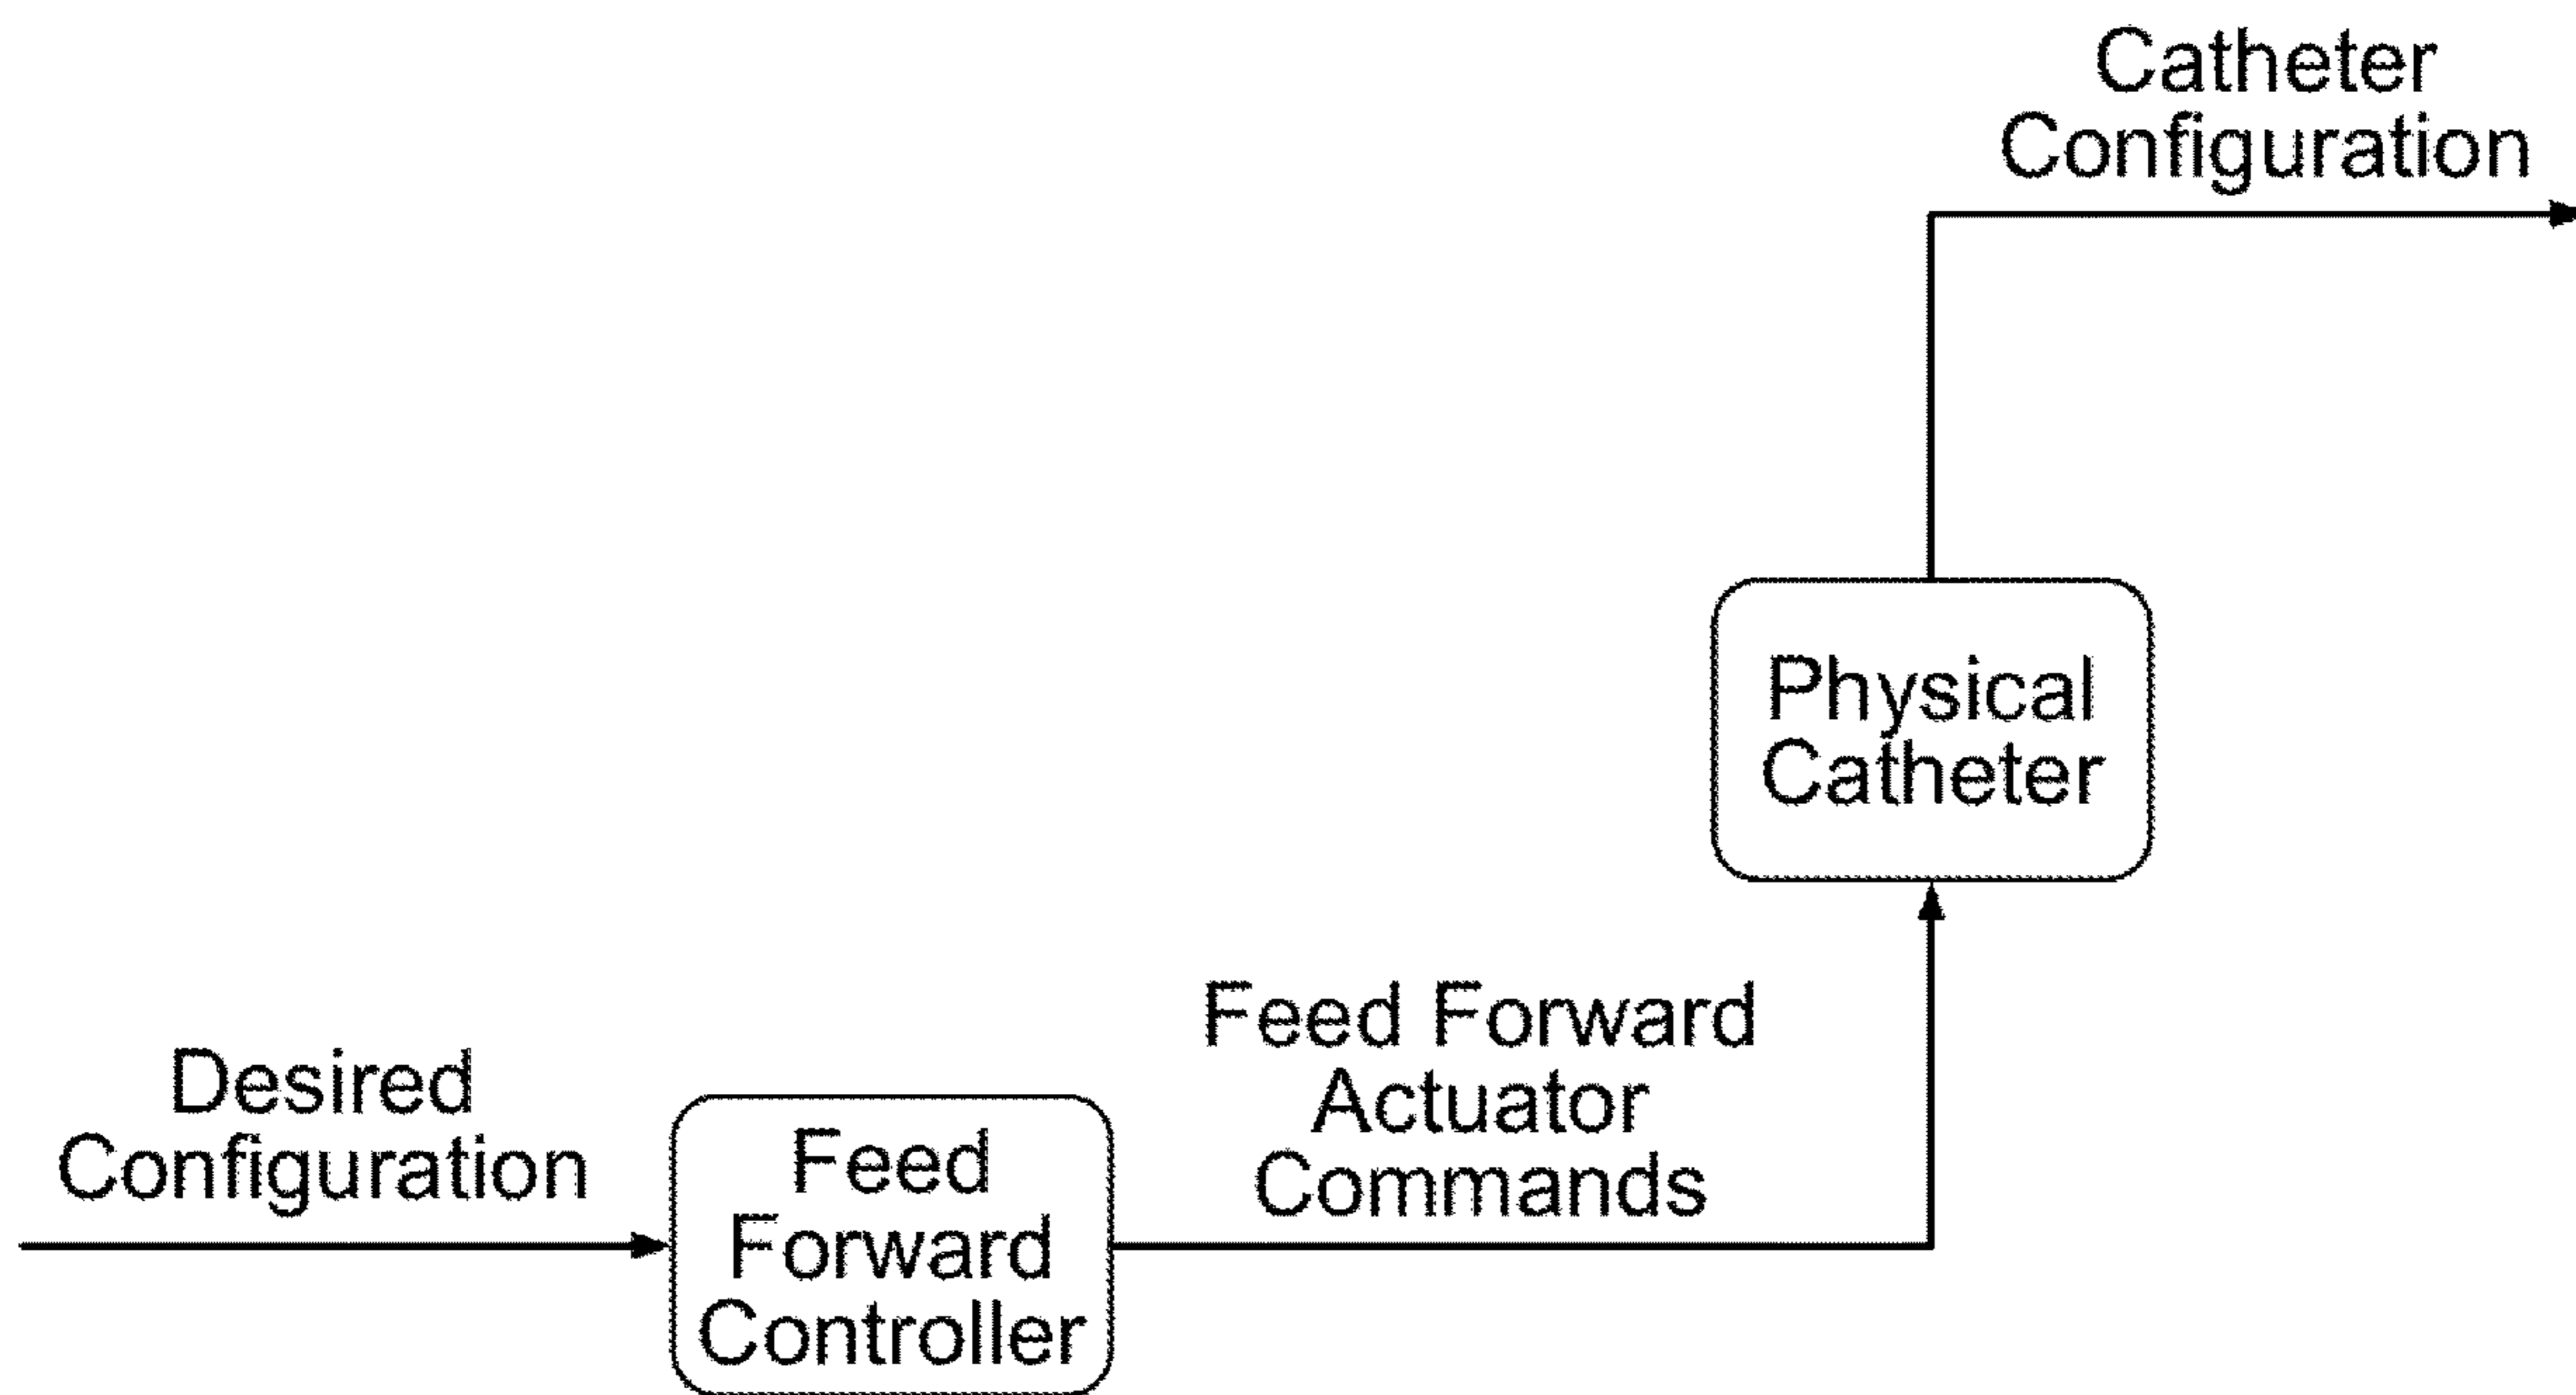 Catheter
Configuration
Physical
Catheter
Feed Forward
Actuator
Commands
Desired
Configuration
Feed
Forward
Controller